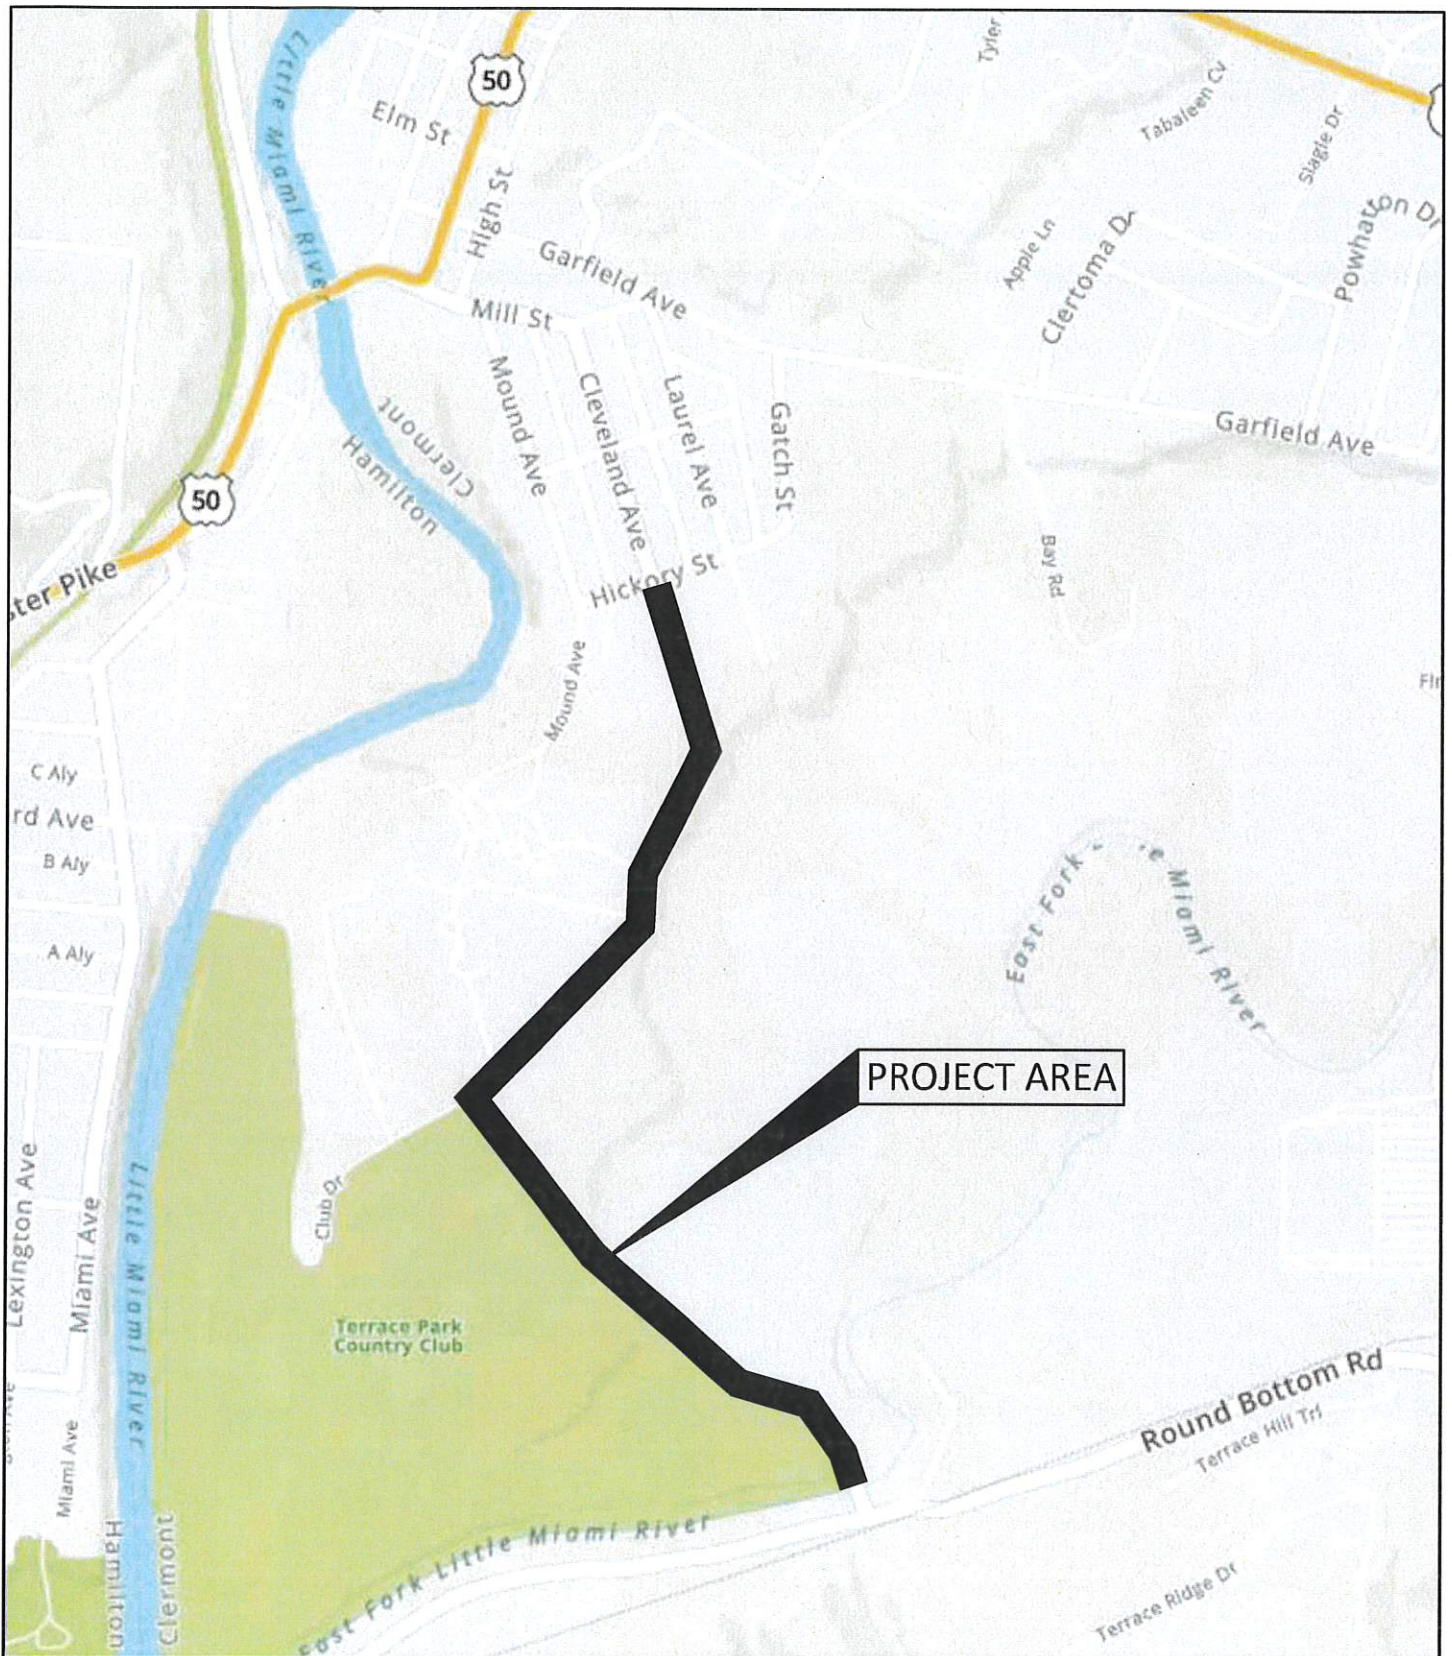 50
Elm St
Little Miami River
High St
Garfield Ave
Mill St
Tyler
Tabaleen Cv
Slagle Dr
Powhaton Dr
Apple Ln
Clertoma Dr
Garfield Ave
Mound Ave
Cleveland Ave
Laurel Ave
Gatch St
Clermont
Hamilton
50
ster Pike
Hickory St
Bay Rd
Mound Ave
C Aly
rd Ave
B Aly
A Aly
East Fork
e Miami River
PROJECT AREA
Lexington Ave
Miami Ave
Little Miami River
Club Dr
Terrace Park
Country Club
Round Bottom Rd
Terrace Hill Trl
Miami Ave
Hamilton
Clermont
East Fork Little Miami River
Terrace Ridge Dr